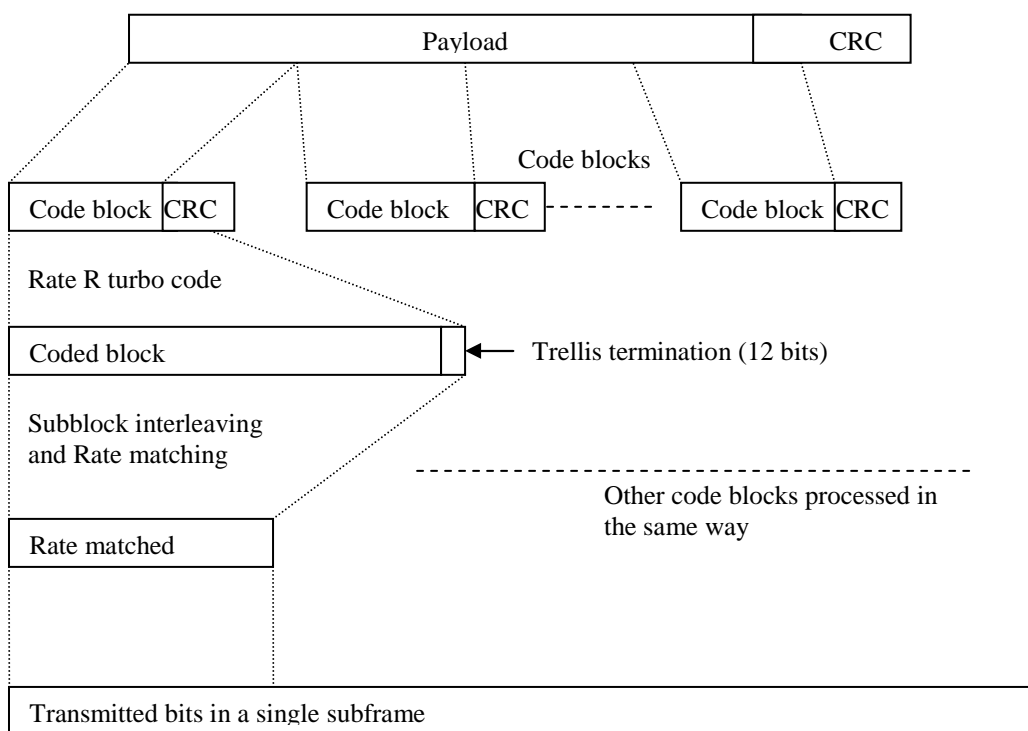 Payload CRC
Code blocks
Code block CRC Code block CRC Code block CRC
Rate R turbo code
Coded block
Trellis termination (12 bits)
Subblock interleaving
and Rate matching
Other code blocks processed in
the same way
Rate matched
Transmitted bits in a single subframe